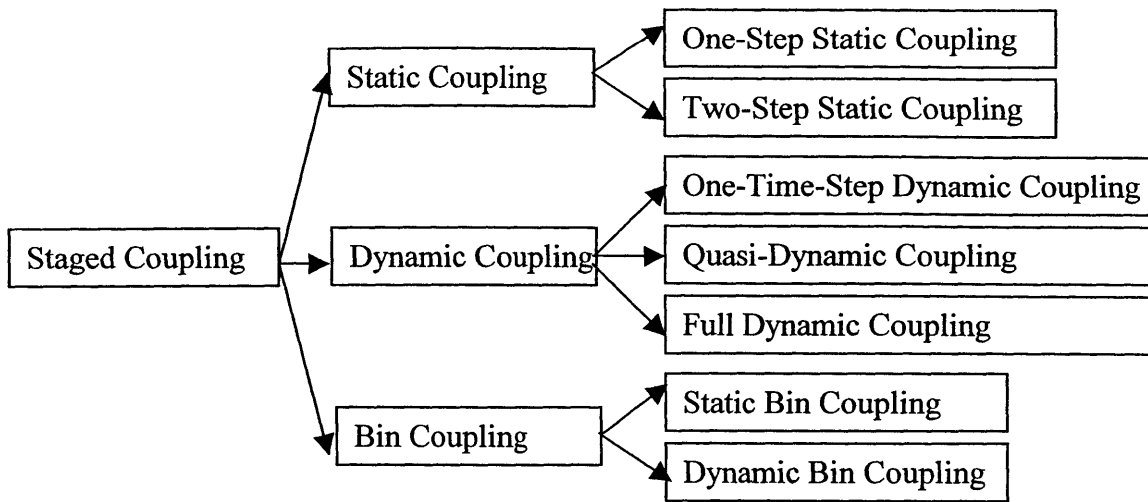 One-Step Static Coupling
Static Coupling
Two-Step Static Coupling
One-Time-Step Dynamic Coupling
Staged Coupling
Dynamic Coupling
Quasi-Dynamic Coupling
Full Dynamic Coupling
Static Bin Coupling
Bin Coupling
Dynamic Bin Coupling